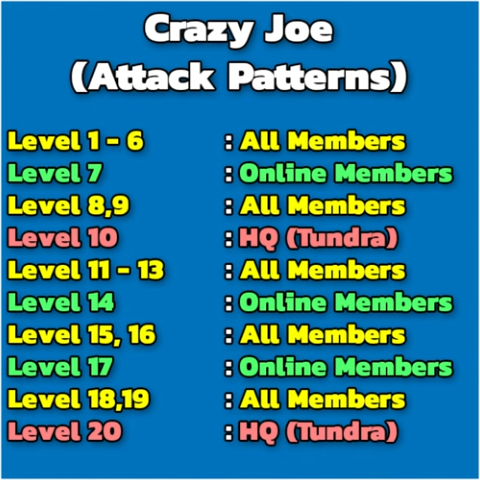 Crazy Joe
(Attack Patterns)
Level 1 - 6 : All Members
Level 7 : Online Members
Level 8,9 : All Members
Level 10 : HQ (Tundra)
Level 11 - 13 : All Members
Level 14 : Online Members
Level 15, 16 : All Members
Level 17 : Online Members
Level 18,19 : All Members
Level 20 : HQ (Tundra)